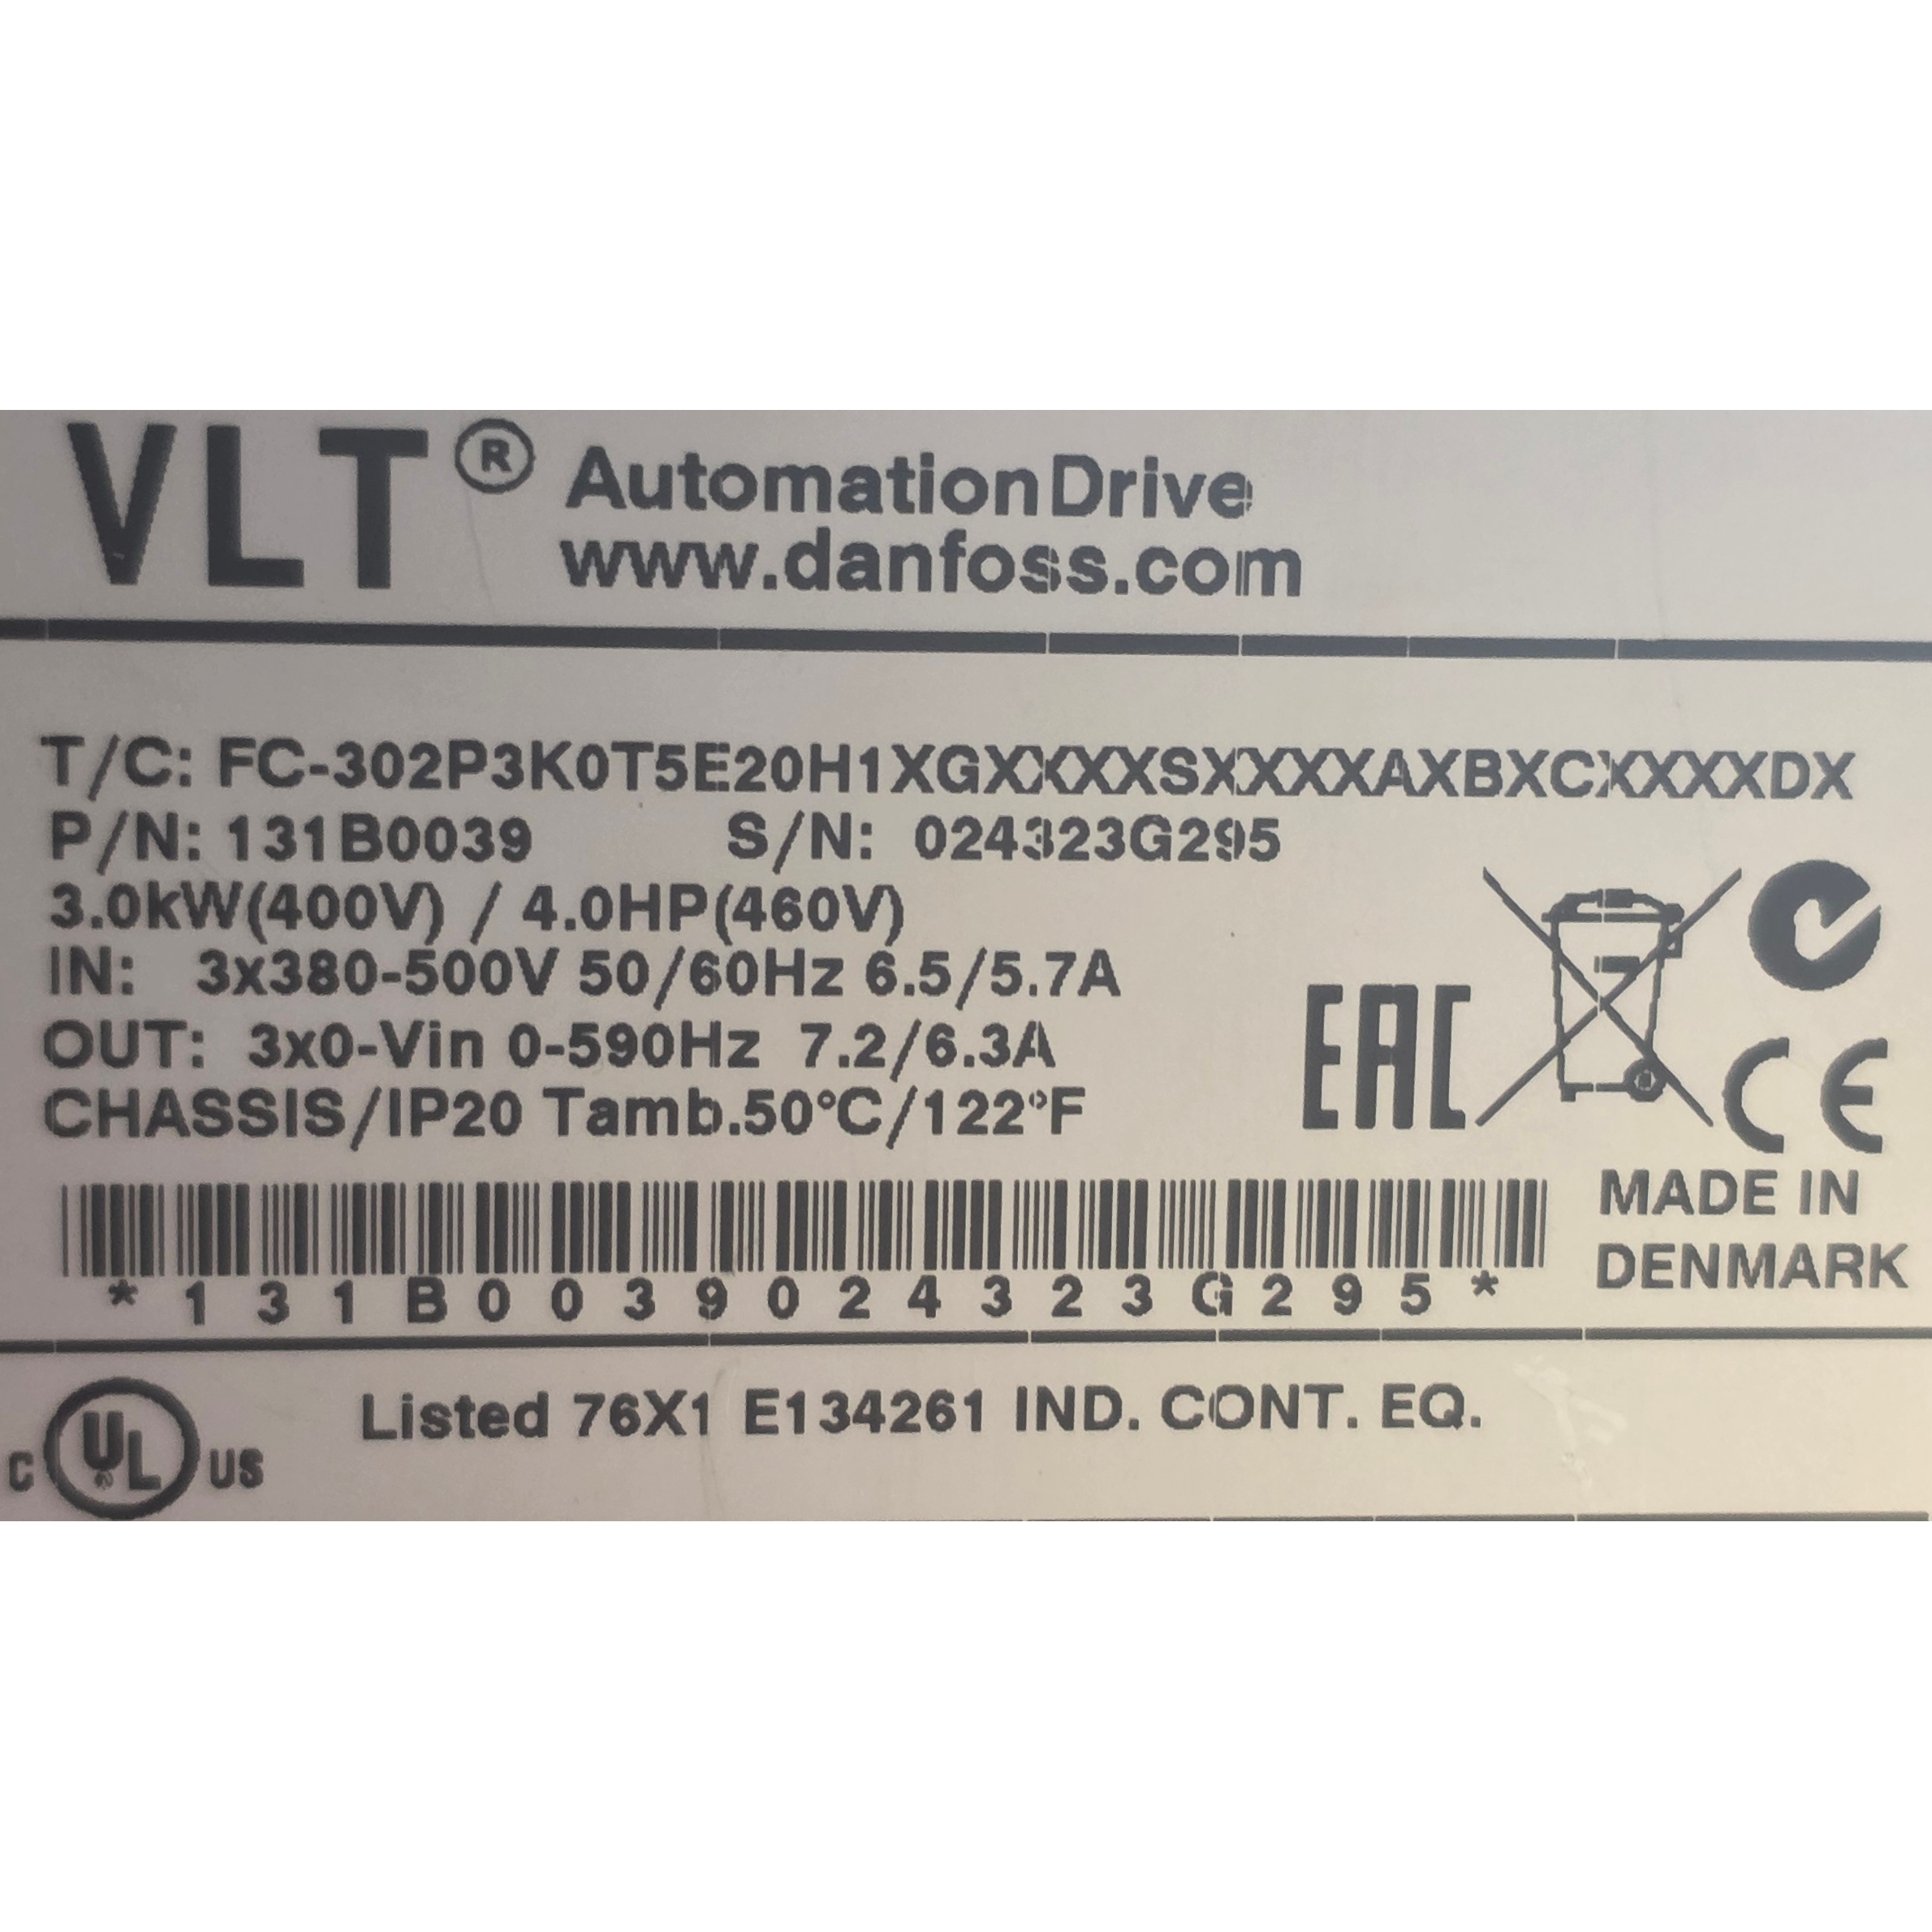 VLT® AutomationDrive
www.danfoss.com
T/C: FC-302P3K0T5E20H1XGXXXXSXXXXAXBXCXXXXDX
P/N: 131B0039 S/N: 024323G295
3.0kW(400V) / 4.0HP(460V)
IN: 3x380-500V 50/60Hz 6.5/5.7A
OUT: 3x0-Vin 0-590Hz 7.2/6.3A
CHASSIS/IP20 Tamb.50°C/122°F
EAC
CE
*131B0039024323G295*
MADE IN
DENMARK
C UL US Listed 76X1 E134261 IND. CONT. EQ.